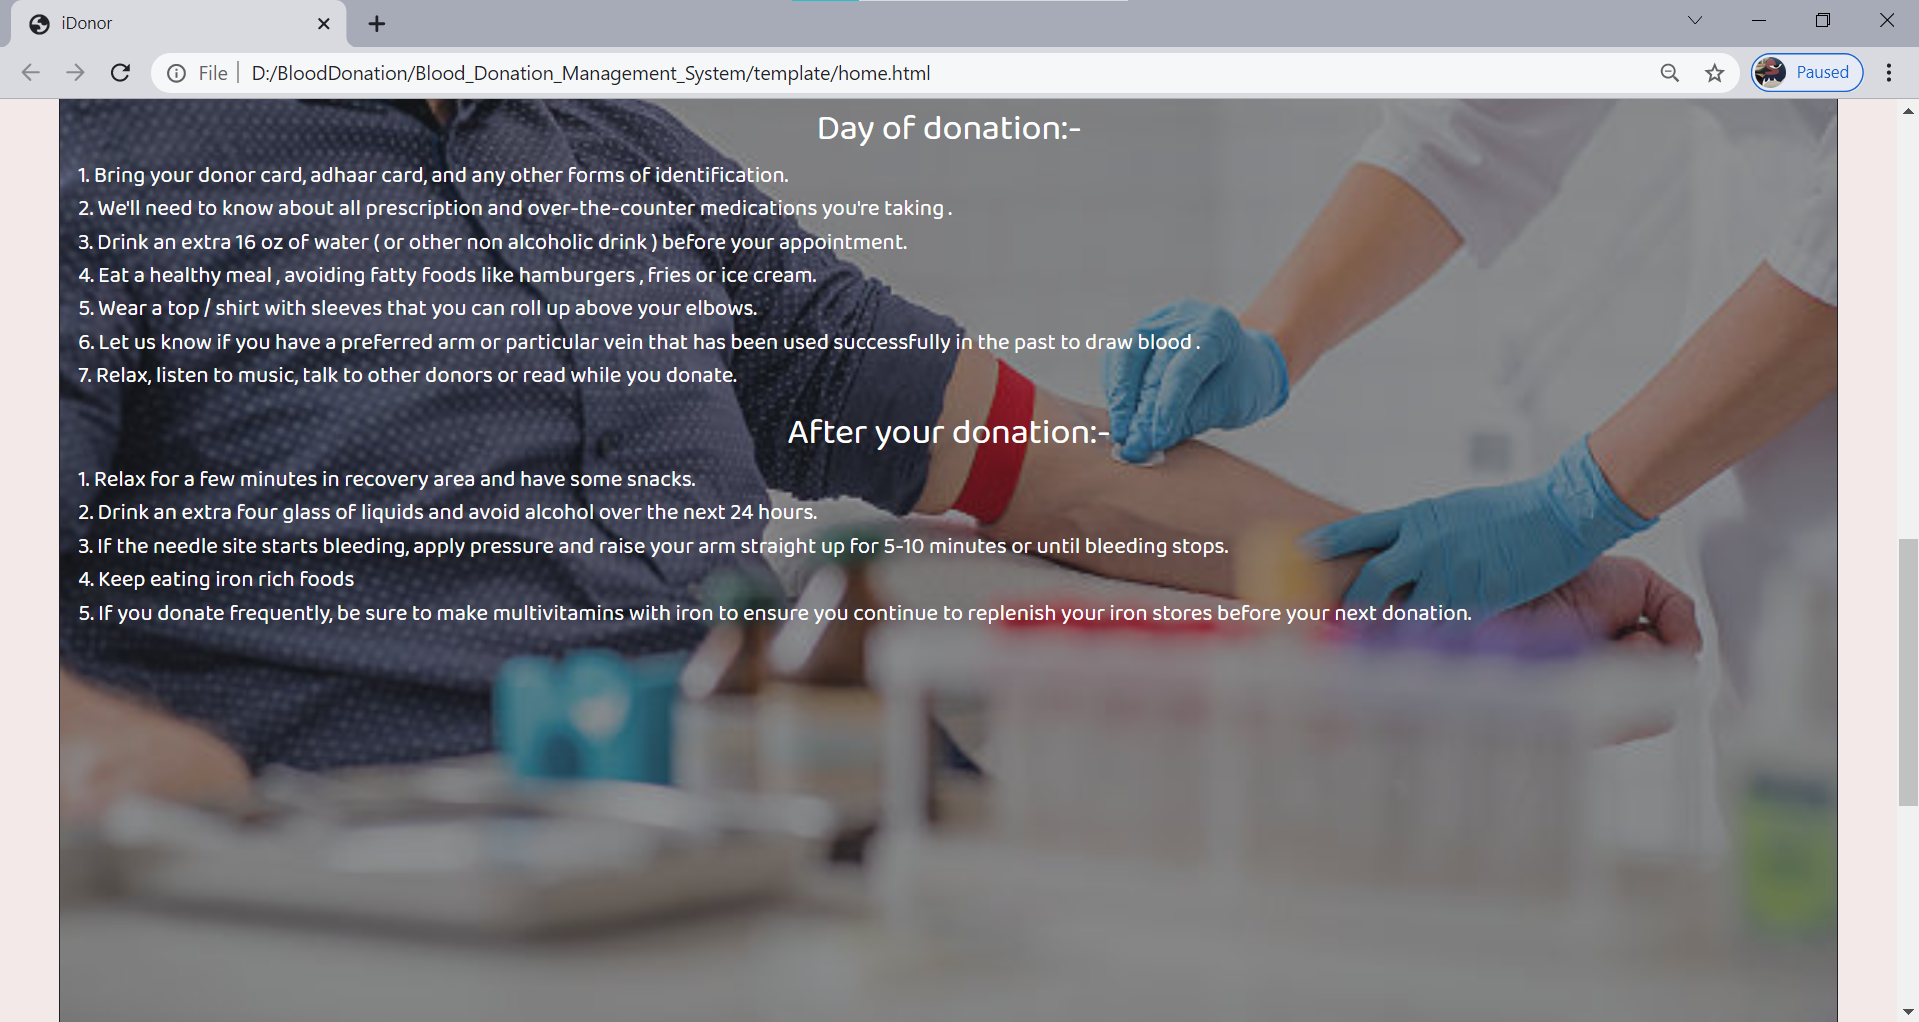 iDonor
File
D:/BloodDonation/Blood_Donation_Management_System/template/home.html
Paused
Day of donation:-
1. Bring your donor card, adhaar card, and any other forms of identification.
2. We'll need to know about all prescription and over-the-counter medications you're taking .
3. Drink an extra 16 oz of water ( or other non alcoholic drink ) before your appointment.
4. Eat a healthy meal , avoiding fatty foods like hamburgers , fries or ice cream.
5. Wear a top / shirt with sleeves that you can roll up above your elbows.
6. Let us know if you have a preferred arm or particular vein that has been used successfully in the past to draw blood .
7. Relax, listen to music, talk to other donors or read while you donate.
After your donation:-
1. Relax for a few minutes in recovery area and have some snacks.
2. Drink an extra four glass of liquids and avoid alcohol over the next 24 hours.
3. If the needle site starts bleeding, apply pressure and raise your arm straight up for 5-10 minutes or until bleeding stops.
4. Keep eating iron rich foods
5. If you donate frequently, be sure to make multivitamins with iron to ensure you continue to replenish your iron stores before your next donation.